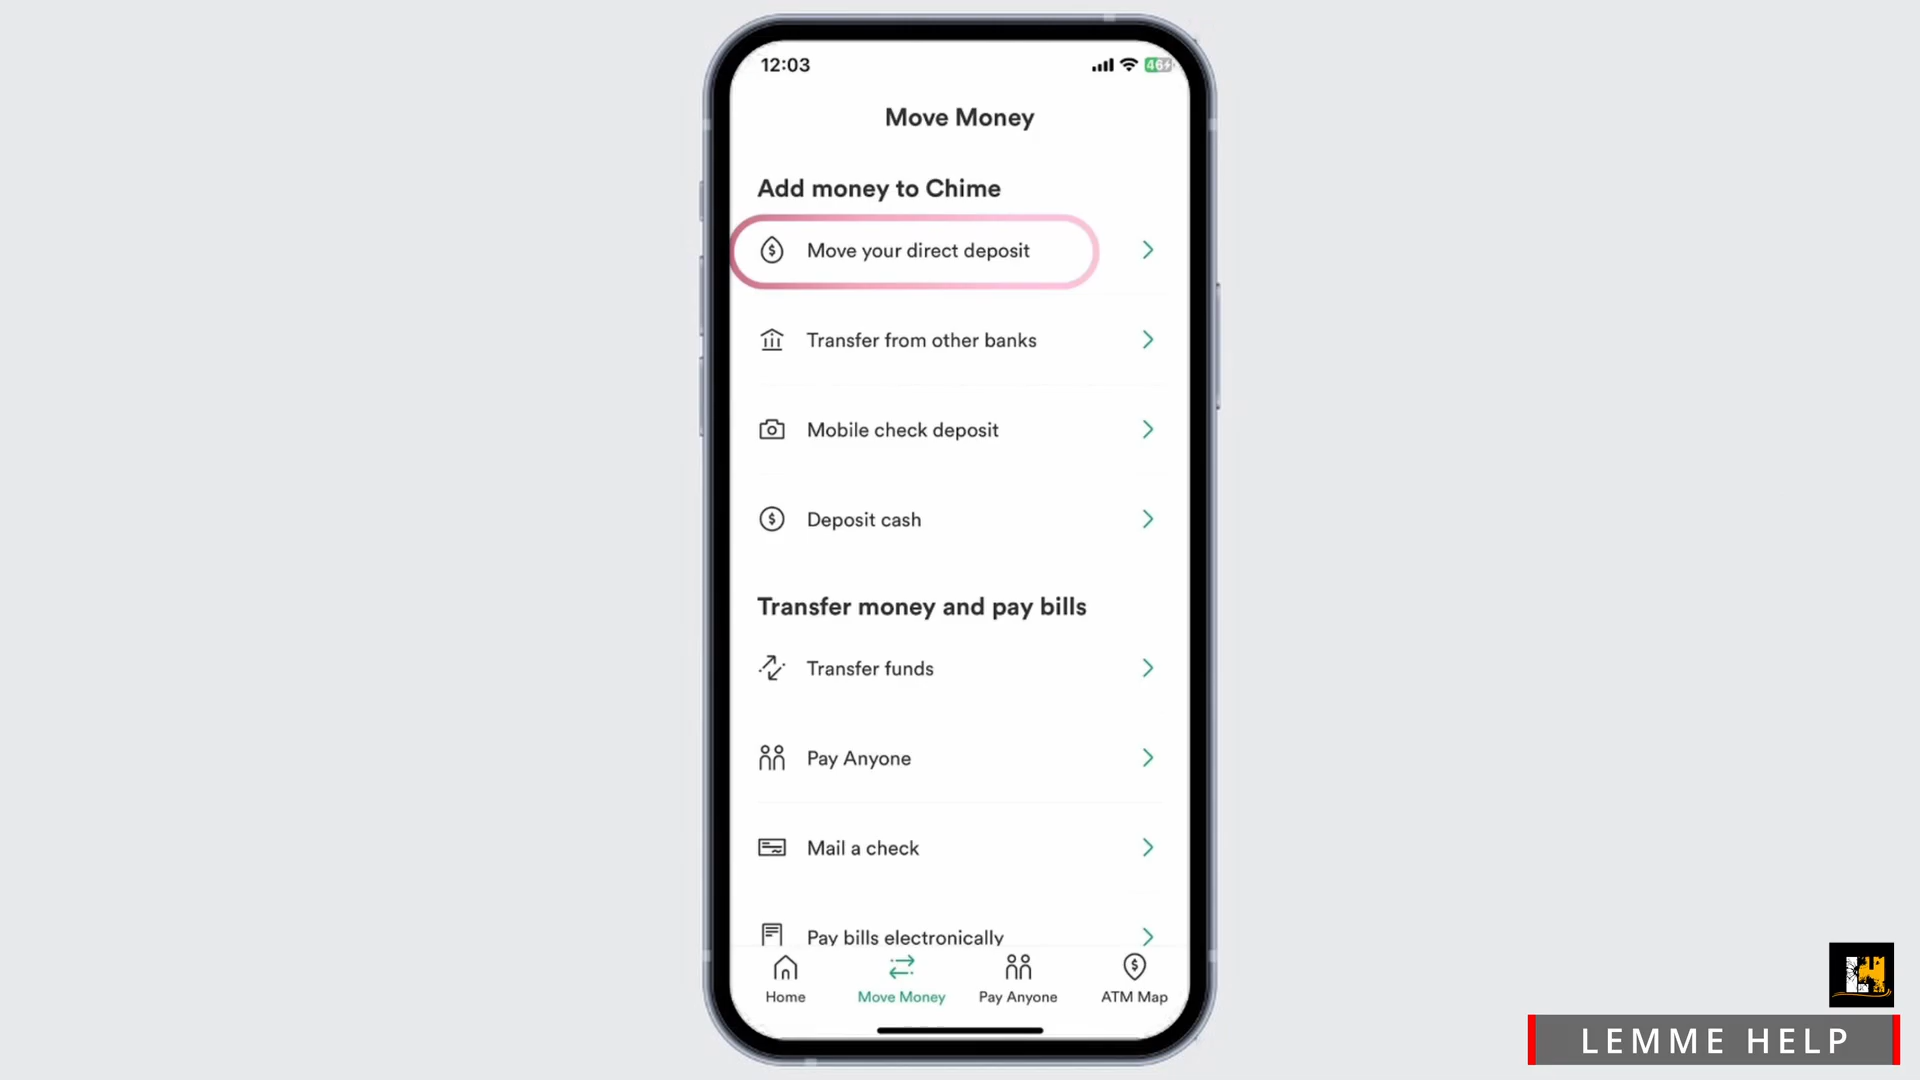 12:03
46
Move Money
Add money to Chime
Move your direct deposit
Transfer from other banks
Mobile check deposit
Deposit cash
Transfer money and pay bills
Transfer funds
Pay Anyone
Mail a check
Pay bills electronically
Home
Move Money
Pay Anyone
ATM Map
LEMME HELP